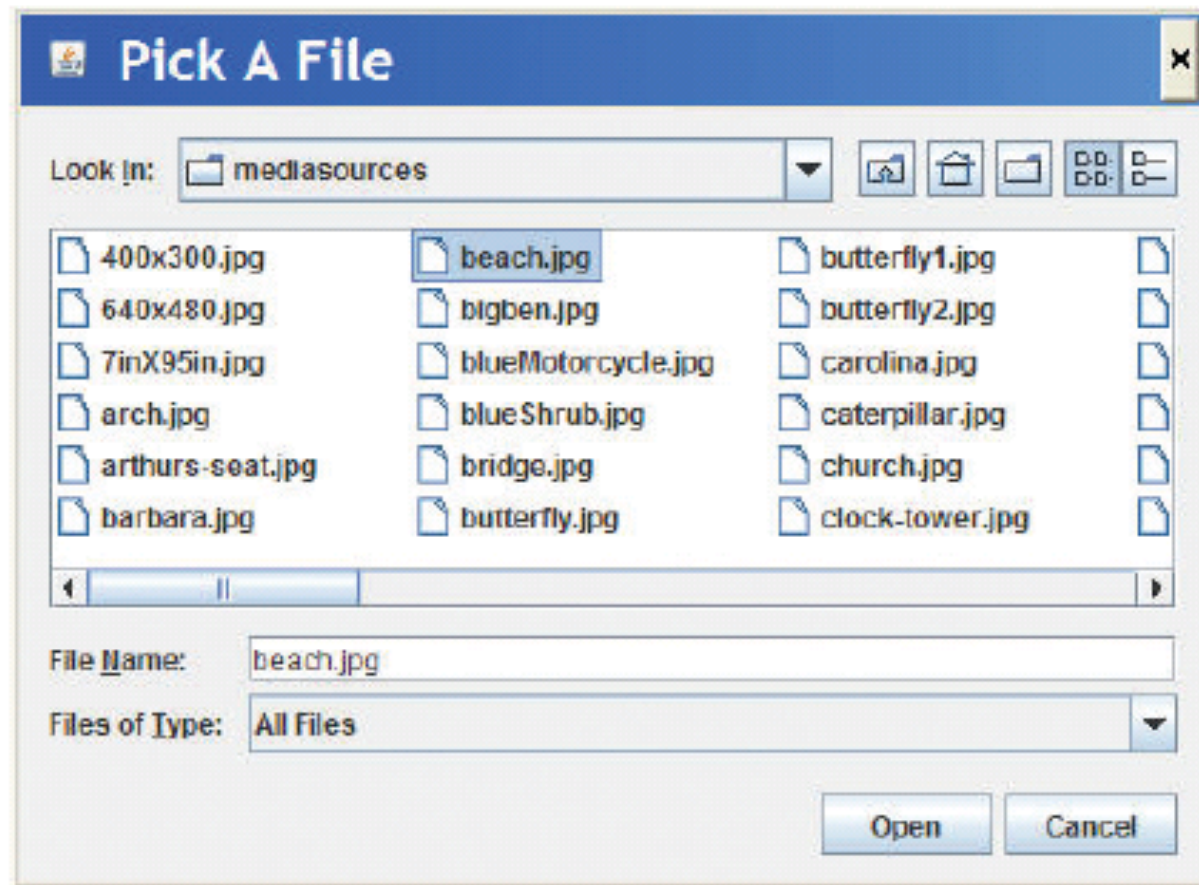 Pick A File
Look In: mediasources
400x300.jpg beach.jpg butterfly1.jpg
640x480.jpg bigben.jpg butterfly2.jpg
7inX95in.jpg blueMotorcycle.jpg carolina.jpg
arch.jpg blueShrub.jpg caterpillar.jpg
arthurs-seat.jpg bridge.jpg church.jpg
barbara.jpg butterfly.jpg clock-tower.jpg
File Name: beach.jpg
Files of Type: All Files
Open Cancel